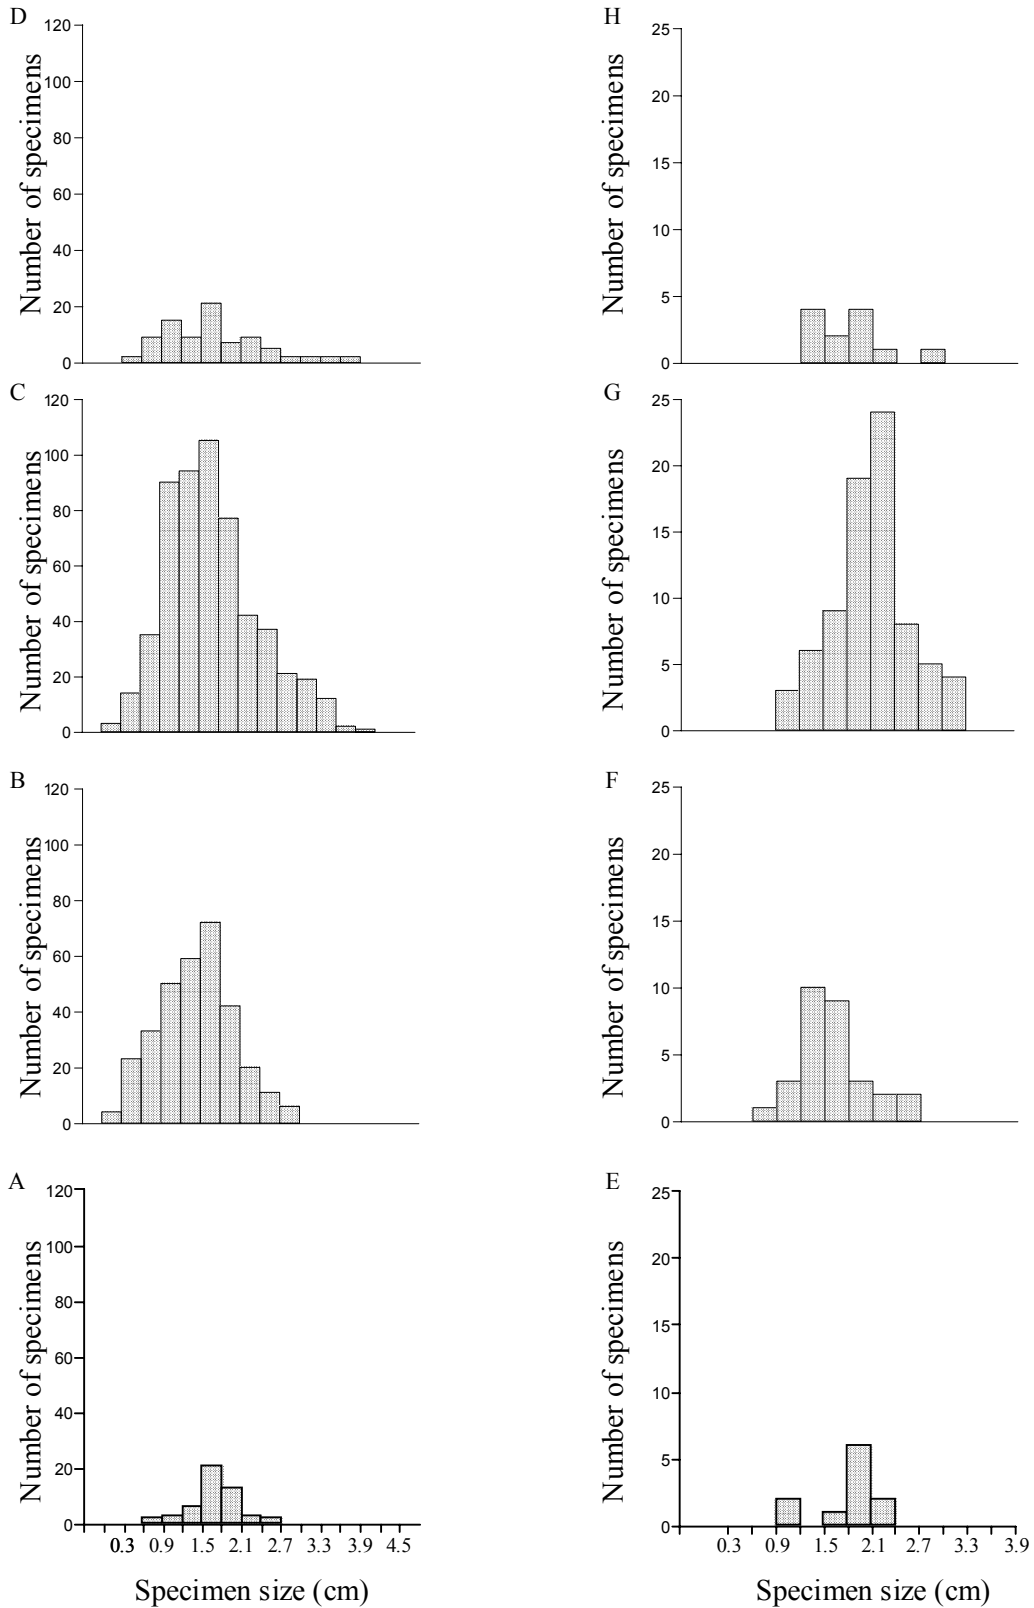 D
120
100
80
60
40
20
0
Number of specimens
H
25
20
15
10
5
0
Number of specimens
C
120
100
80
60
40
20
0
Number of specimens
G
25
20
15
10
5
0
Number of specimens
B
120
100
80
60
40
20
0
Number of specimens
F
25
20
15
10
5
0
Number of specimens
A
120
100
80
60
40
20
0
Number of specimens
0.3 0.9 1.5 2.1 2.7 3.3 3.9 4.5
Specimen size (cm)
E
25
20
15
10
5
0
Number of specimens
0.3 0.9 1.5 2.1 2.7 3.3 3.9
Specimen size (cm)